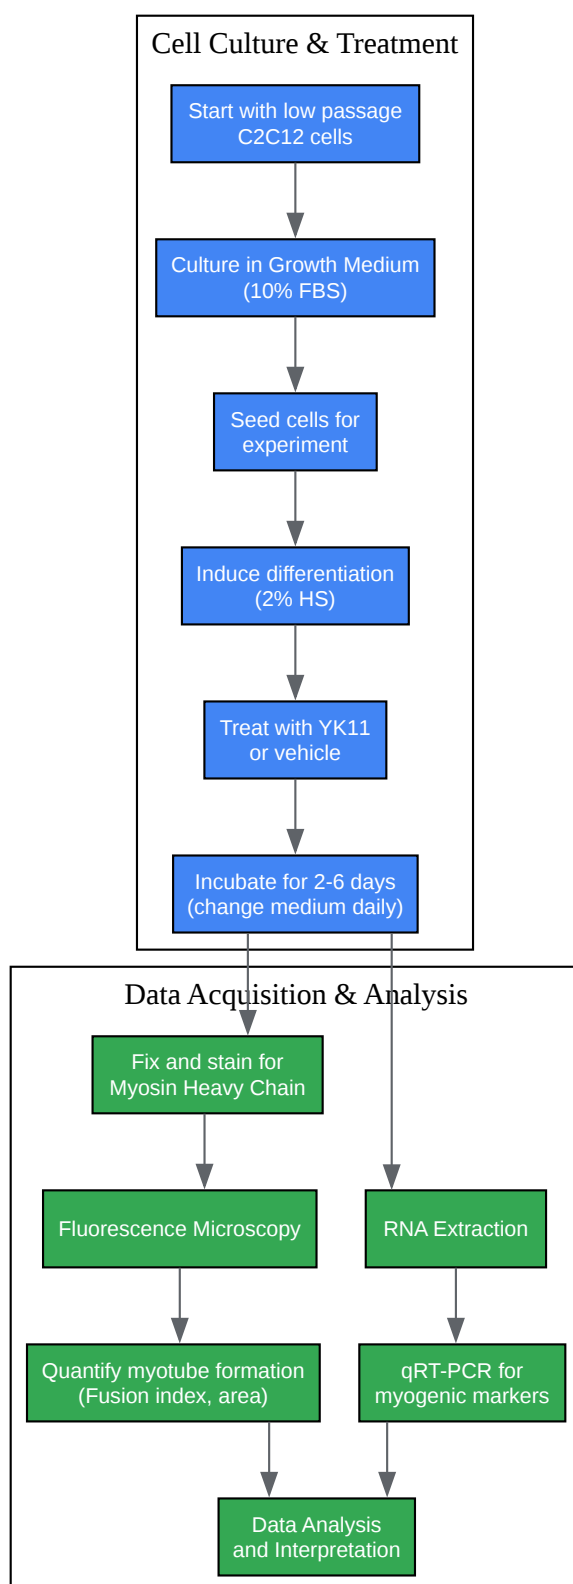 Cell Culture & Treatment
Start with low passage
C2C12 cells
Culture in Growth Medium
(10% FBS)
Seed cells for
experiment
Induce differentiation
(2% HS)
Treat with YK11
or vehicle
Incubate for 2-6 days
(change medium daily)
Data Acquisition & Analysis
Fix and stain for
Myosin Heavy Chain
Fluorescence Microscopy
RNA Extraction
Quantify myotube formation
(Fusion index, area)
qRT-PCR for
myogenic markers
Data Analysis
and Interpretation